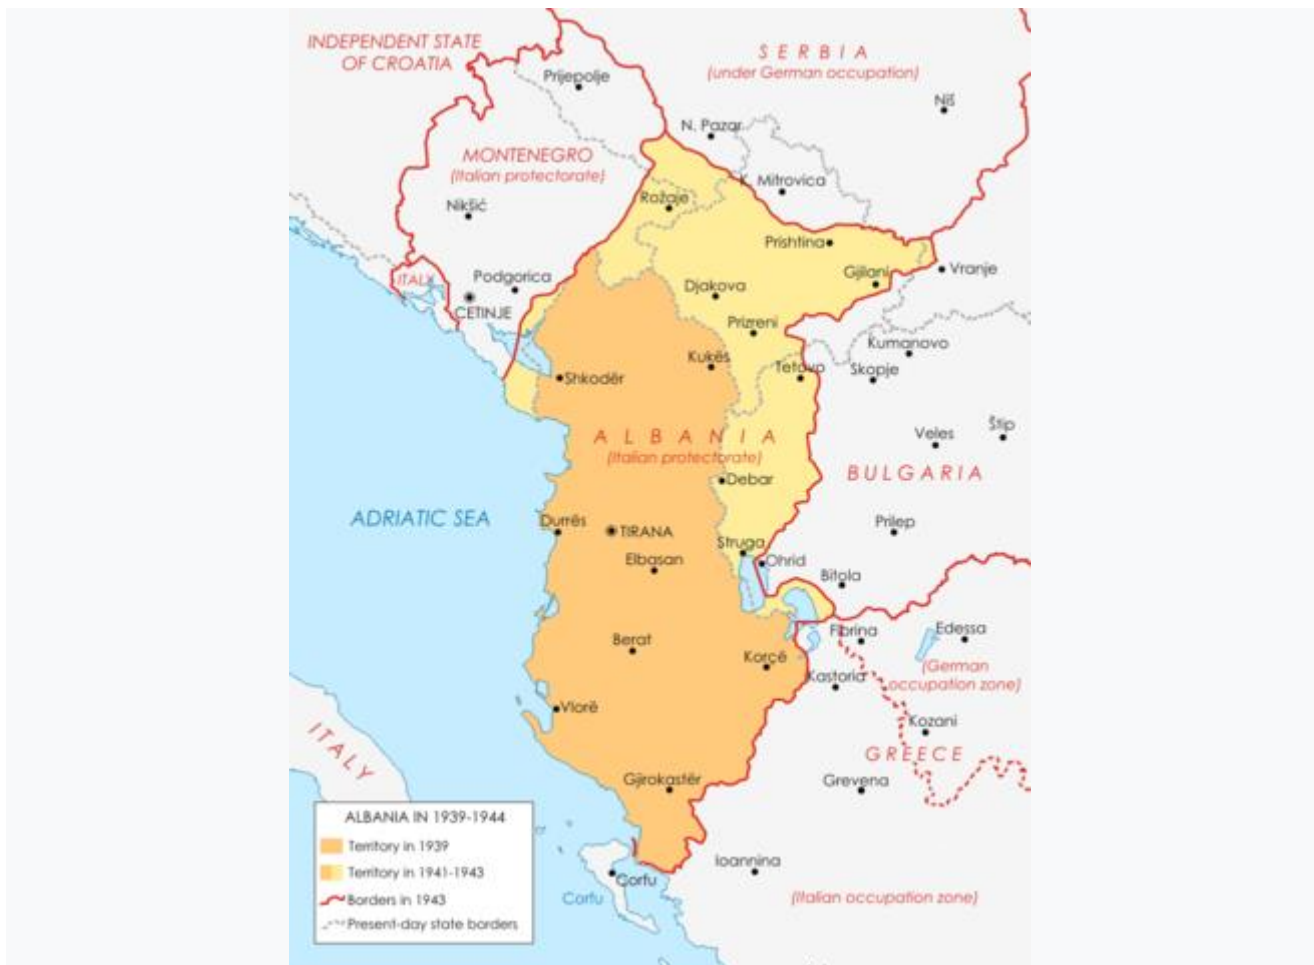 INDEPENDENT STATE
OF CROATIA
SERBIA
(under German occupation)
Prijepolje
Niš
N. Pazar
MONTENEGRO
(Italian protectorate)
K. Mitrovica
Rožaje
Nikšić
Prishtina
Vranje
ITALY
Podgorica
Gjilani
Djakova
CETINJE
Prizreni
Kumanovo
Kukës
Tetovo
Skopje
Shkodër
Štip
ALBANIA
(Italian protectorate)
Veles
BULGARIA
Debar
ADRIATIC SEA
Durrës
TIRANA
Prilep
Struga
Elbasan
Ohrid
Bitola
Berat
Florina
Edessa
Korçë
(German
occupation zone)
Kastoria
Vlorë
Kozani
ITALY
GREECE
Gjirokastër
Grevena
ALBANIA IN 1939-1944
Territory in 1939
Territory in 1941-1943
Borders in 1943
Present-day state borders
Ioannina
Corfu
Corfu
(Italian occupation zone)